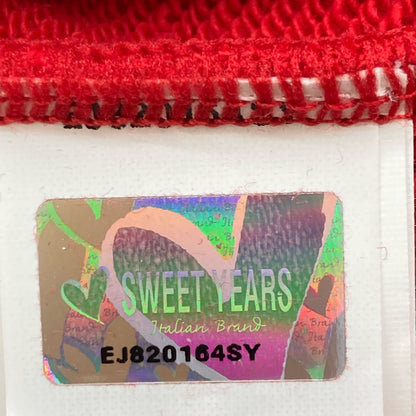 SWEET YEARS
Italian Brand
EJ820164SY